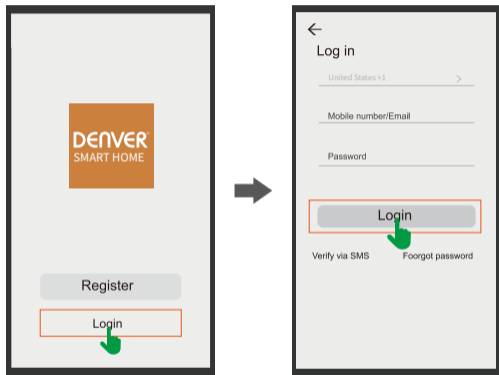 DENVER
SMART HOME
Register
Login
Log in
United States +1
Mobile number/Email
Password
Login
Verify via SMS
Foorgot password